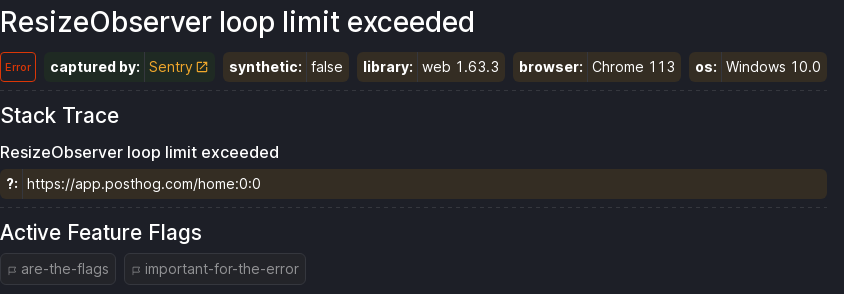 ResizeObserver loop limit exceeded
Error captured by: Sentry synthetic: false library: web 1.63.3 browser: Chrome 113 os: Windows 10.0
Stack Trace
ResizeObserver loop limit exceeded
?: https://app.posthog.com/home:0:0
Active Feature Flags
are-the-flags important-for-the-error